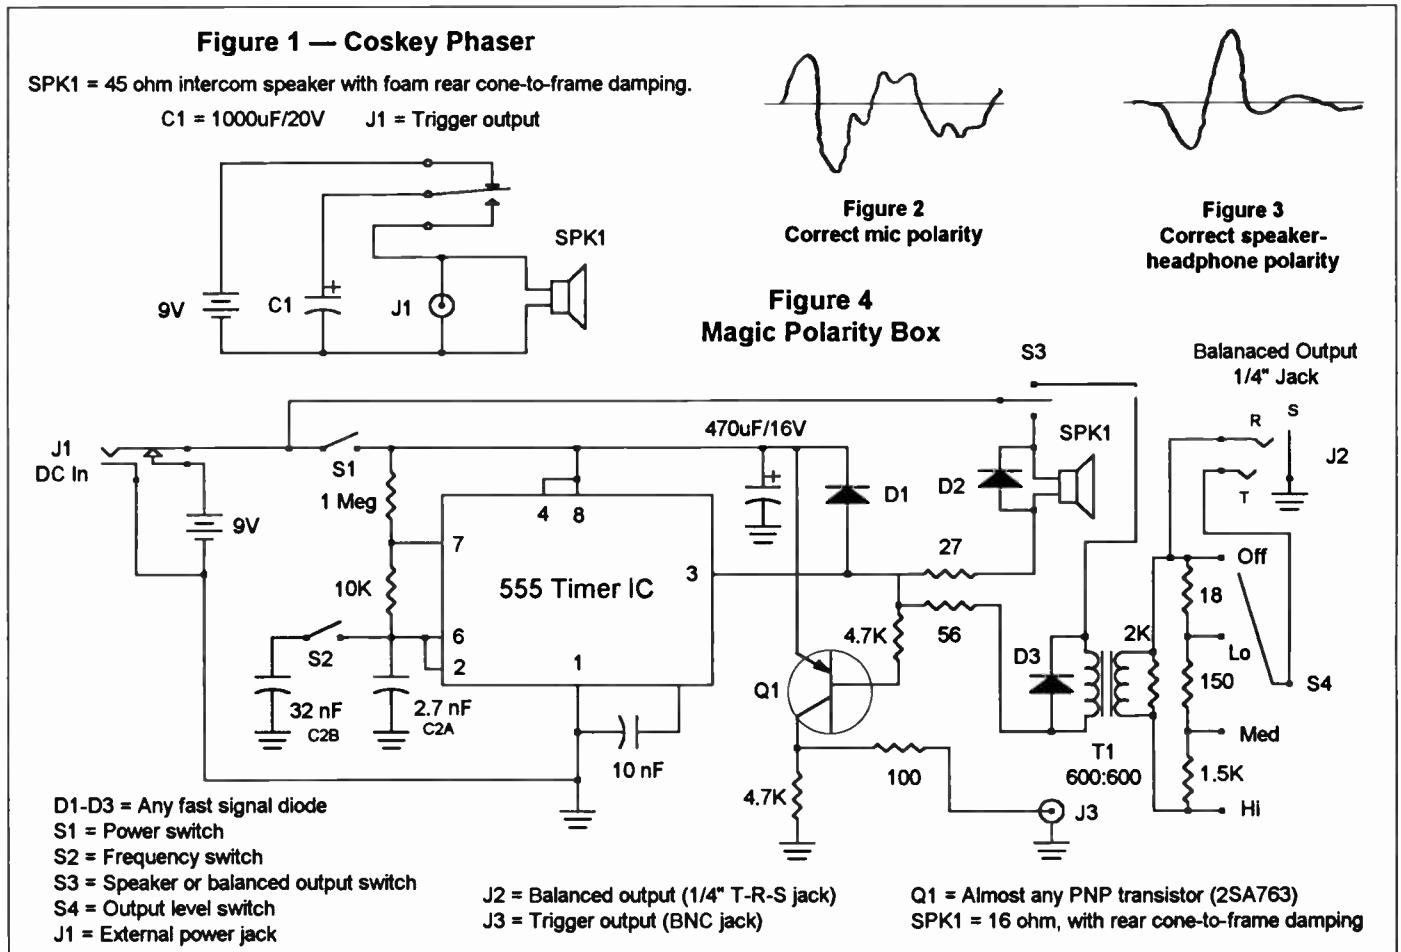 Figure 1 — Coskey Phaser
SPK1 = 45 ohm intercom speaker with foam rear cone-to-frame damping.
C1 = 1000uF/20V J1 = Trigger output
SPK1
9V
C1
+
J1
Figure 2
Correct mic polarity
Figure 3
Correct speaker-
headphone polarity
Figure 4
Magic Polarity Box
S3
Balanaced Output
1/4" Jack
R
S
J2
T
J1
DC In
9V
S1
1 Meg
470uF/16V
+
D1
D2
SPK1
4
8
7
10K
555 Timer IC
3
27
56
4.7K
6
2
1
S2
32 nF
C2B
2.7 nF
C2A
10 nF
Q1
D3
2K
T1
600:600
Off
18
Lo
150
S4
Med
1.5K
Hi
100
4.7K
J3
D1-D3 = Any fast signal diode
S1 = Power switch
S2 = Frequency switch
S3 = Speaker or balanced output switch
S4 = Output level switch
J1 = External power jack
J2 = Balanced output (1/4" T-R-S jack)
J3 = Trigger output (BNC jack)
Q1 = Almost any PNP transistor (2SA763)
SPK1 = 16 ohm, with rear cone-to-frame damping